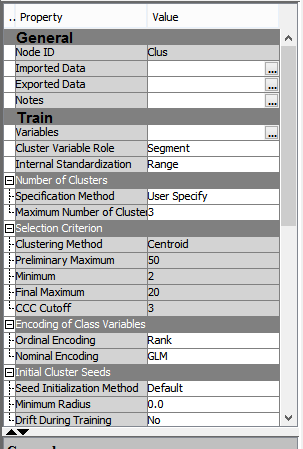 .. Property Value
General
Node ID Clus
Imported Data ...
Exported Data ...
Notes ...
Train
Variables ...
Cluster Variable Role Segment
Internal Standardization Range
Number of Clusters
Specification Method User Specify
Maximum Number of Cluste 3
Selection Criterion
Clustering Method Centroid
Preliminary Maximum 50
Minimum 2
Final Maximum 20
CCC Cutoff 3
Encoding of Class Variables
Ordinal Encoding Rank
Nominal Encoding GLM
Initial Cluster Seeds
Seed Initialization Method Default
Minimum Radius 0.0
Drift During Training No